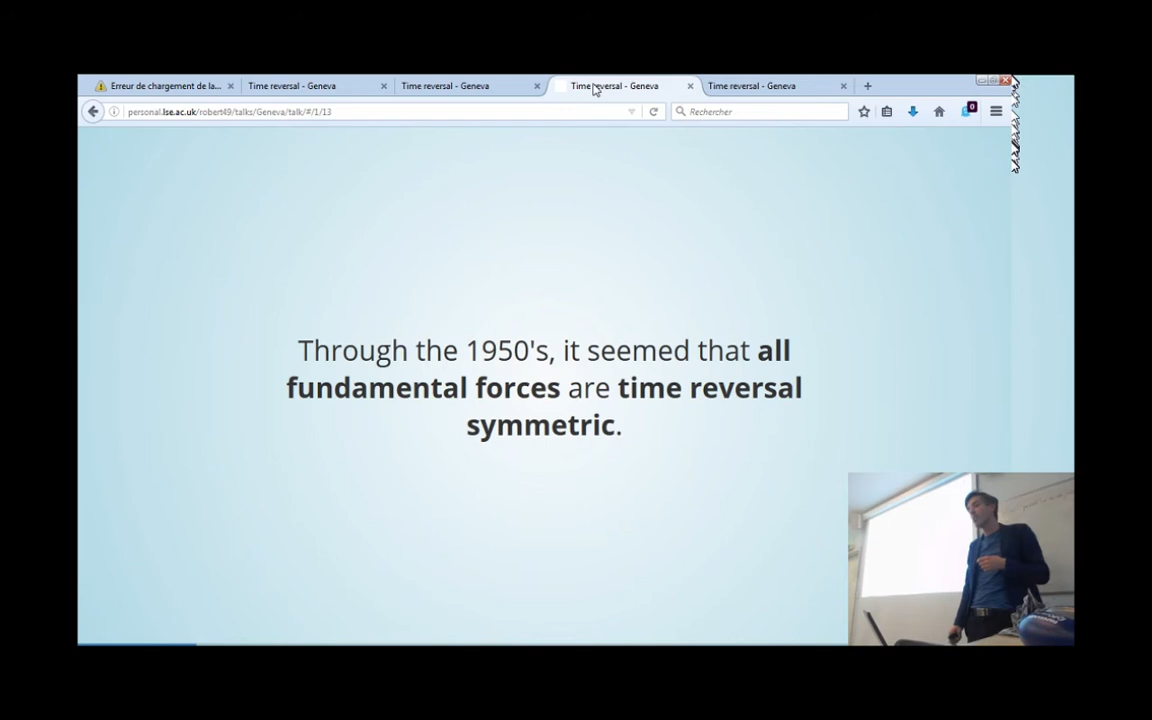 Erreur de chargement de la...
Time reversal - Geneva
Time reversal - Geneva
Time reversal - Geneva
Time reversal - Geneva
personal.lse.ac.uk/robert49/talks/Geneva/talk/#/1/13
Rechercher
0
Through the 1950's, it seemed that all
fundamental forces are time reversal
symmetric.